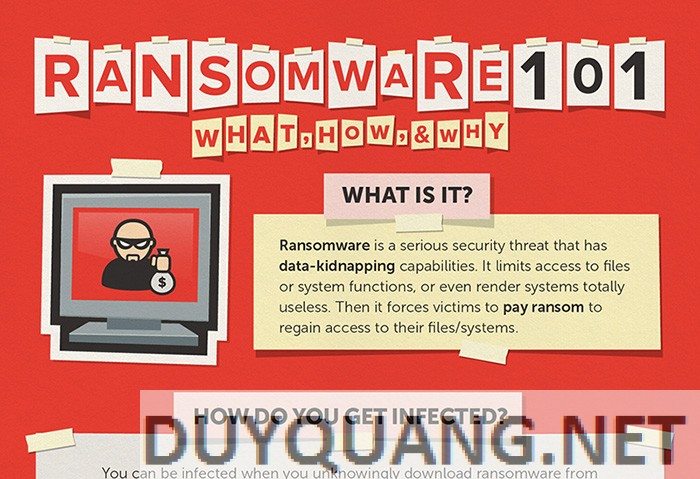 RANSOMWARE 101
WHAT, HOW, & WHY
WHAT IS IT?
Ransomware is a serious security threat that has
data-kidnapping capabilities. It limits access to files
or system functions, or even render systems totally
useless. Then it forces victims to pay ransom to
regain access to their files/systems.
$
HOW DO YOU GET INFECTED?
DUYQUANG.NET
You can be infected when you unknowingly download ransomware from